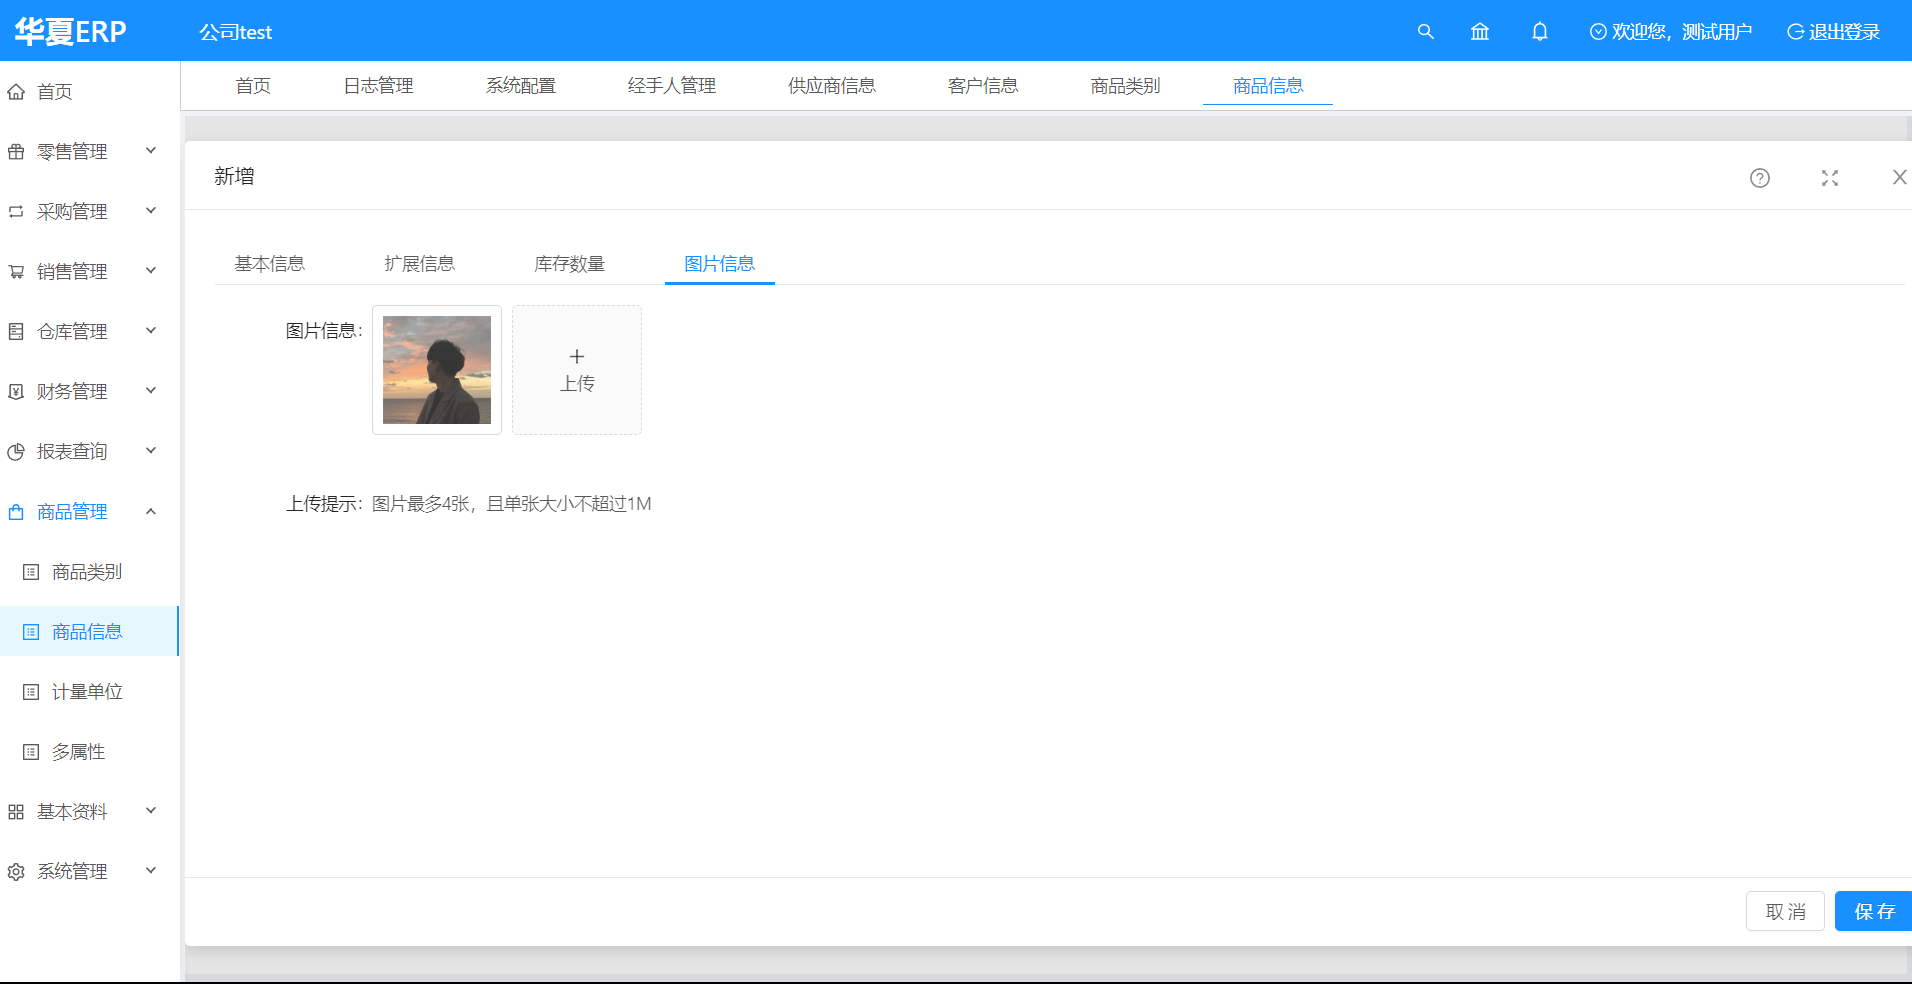 华夏ERP
公司test
欢迎您，测试用户
退出登录
首页
零售管理
采购管理
销售管理
仓库管理
财务管理
报表查询
商品管理
商品类别
商品信息
计量单位
多属性
基本资料
系统管理
首页 日志管理 系统配置 经手人管理 供应商信息 客户信息 商品类别 商品信息
新增
基本信息 扩展信息 库存数量 图片信息
图片信息：
上传
上传提示：图片最多4张，且单张大小不超过1M
取 消 保 存